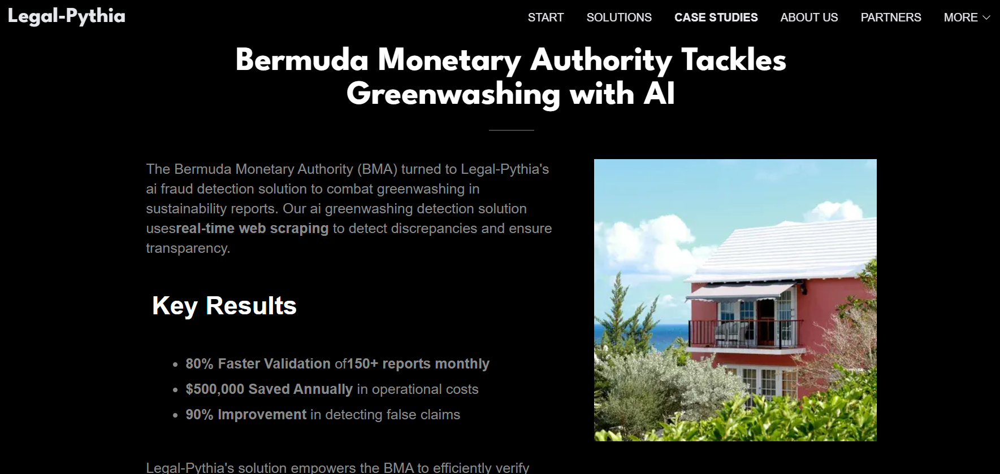 Legal-Pythia
START SOLUTIONS CASE STUDIES ABOUT US PARTNERS MORE
Bermuda Monetary Authority Tackles
Greenwashing with AI
The Bermuda Monetary Authority (BMA) turned to Legal-Pythia's
ai fraud detection solution to combat greenwashing in
sustainability reports. Our ai greenwashing detection solution
usesreal-time web scraping to detect discrepancies and ensure
transparency.
Key Results
• 80% Faster Validation of150+ reports monthly
• $500,000 Saved Annually in operational costs
• 90% Improvement in detecting false claims
Legal-Pythia's solution empowers the BMA to efficiently verify